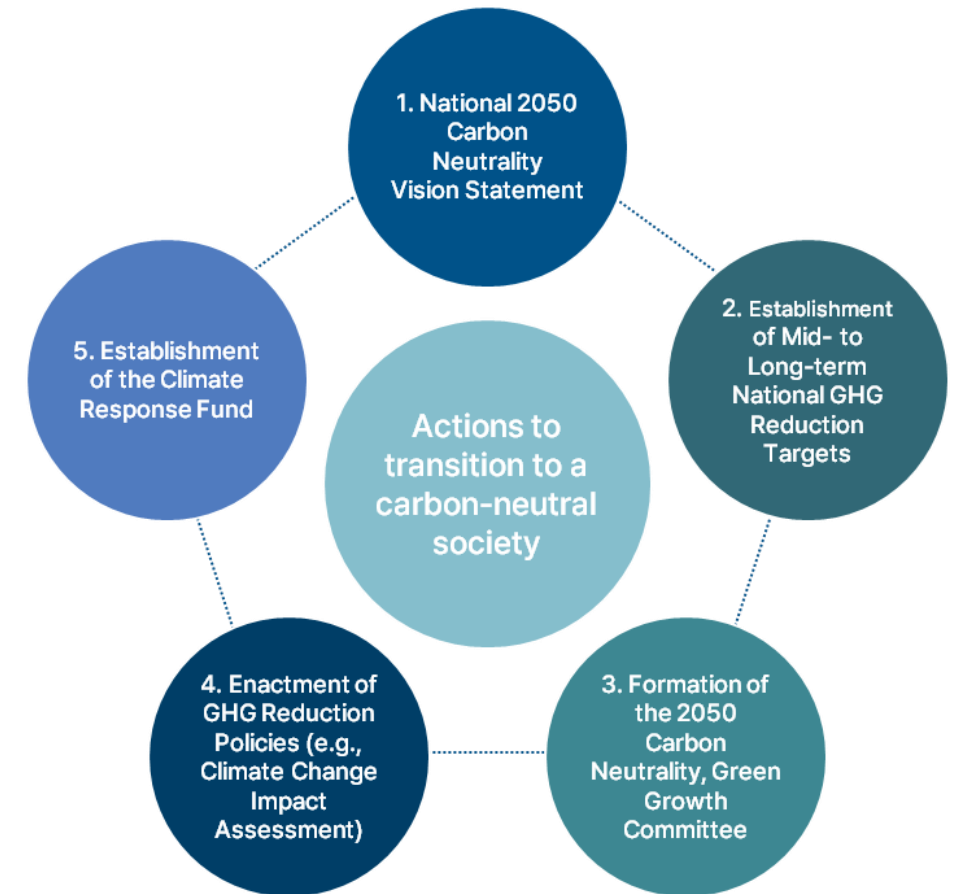 1. National 2050
Carbon
Neutrality
Vision Statement
2. Establishment
of Mid- to
Long-term
National GHG
Reduction
Targets
3. Formation of
the 2050
Carbon
Neutrality, Green
Growth
Committee
4. Enactment of
GHG Reduction
Policies (e.g.,
Climate Change
Impact
Assessment)
5. Establishment
of the Climate
Response Fund
Actions to
transition to a
carbon-neutral
society